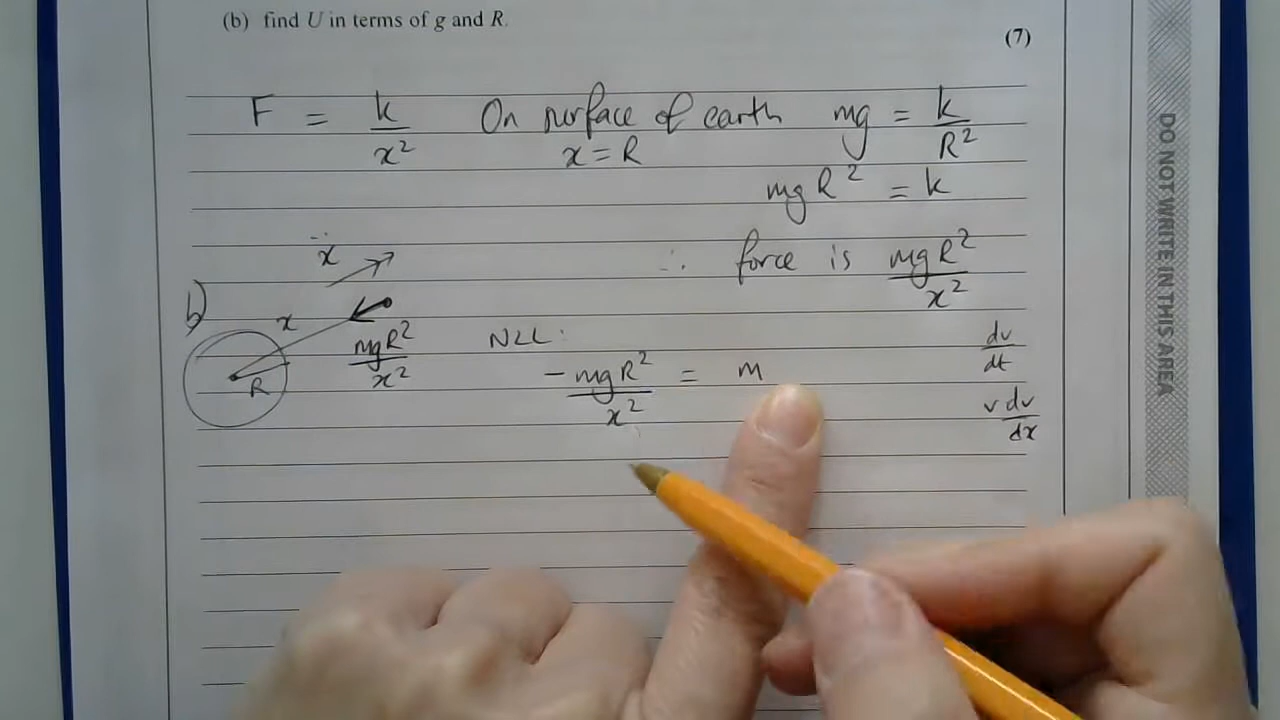 (b) find U in terms of g and R.
(7)
F = k/x² On surface of earth mg = k/R²
x = R
mgR² = k
ẍ
∴ force is mgR²/x²
b)
x
R
mgR²/x²
N2L:
-mgR²/x² = m
dv/dt
v dv/dx
DO NOT WRITE IN THIS AREA